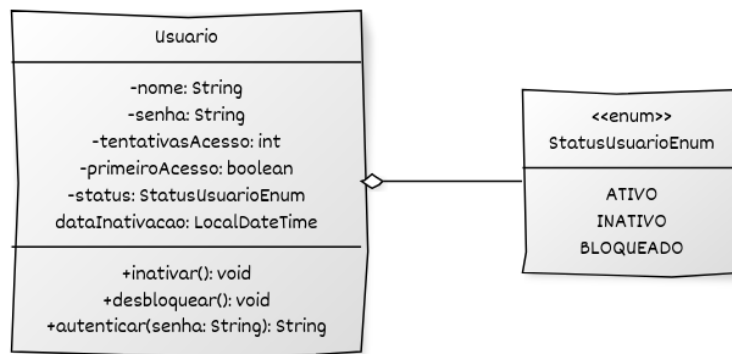 Usuario
-nome: String
-senha: String
-tentativasAcesso: int
-primeiroAcesso: boolean
-status: StatusUsuarioEnum
dataInativacao: LocalDateTime
+inativar(): void
+desbloquear(): void
+autenticar(senha: String): String
<<enum>>
StatusUsuarioEnum
ATIVO
INATIVO
BLOQUEADO